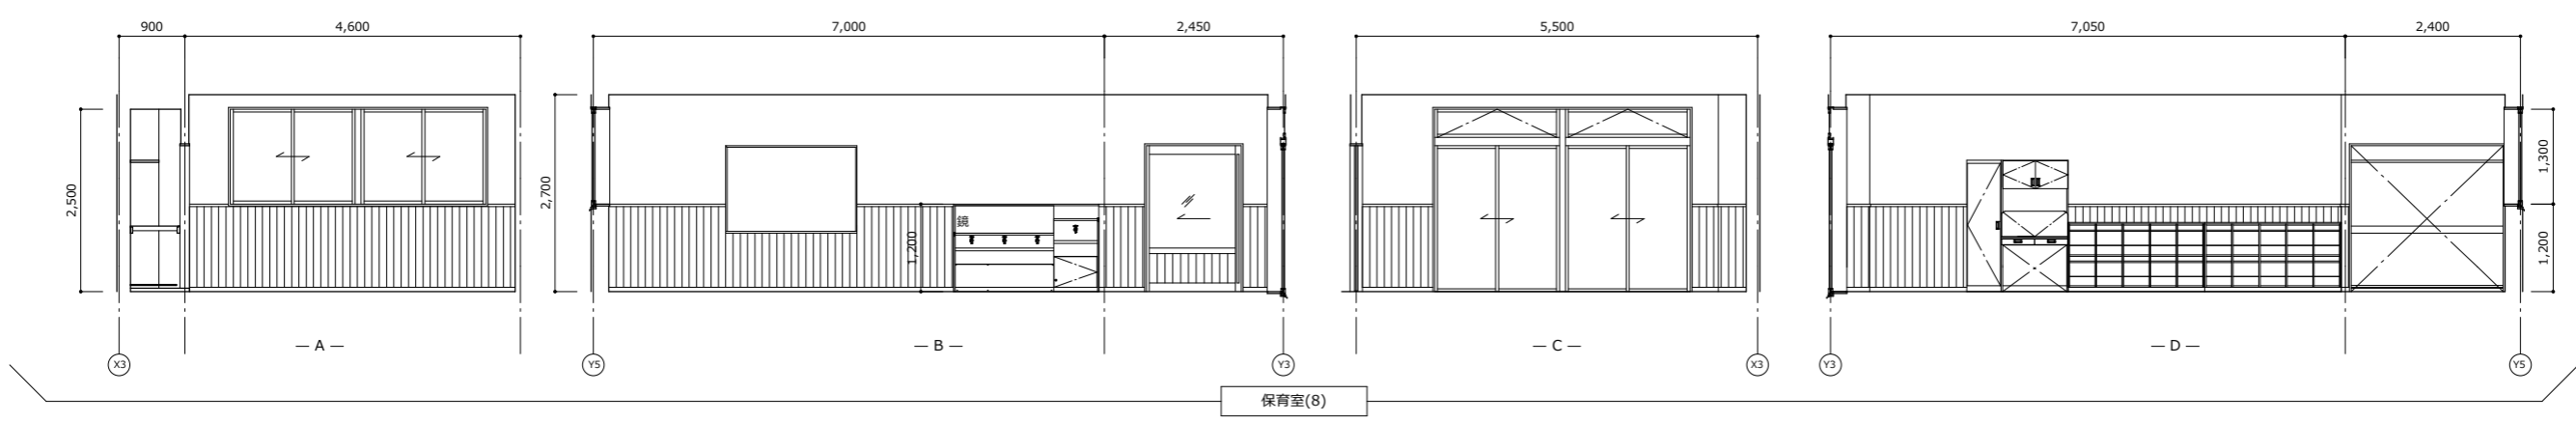 900
4,600
7,000
2,450
5,500
7,050
2,400
2,500
2,700
鏡
1,200
1,300
1,200
— A —
— B —
— C —
— D —
X3
Y5
Y3
X3
Y3
Y5
保育室(8)